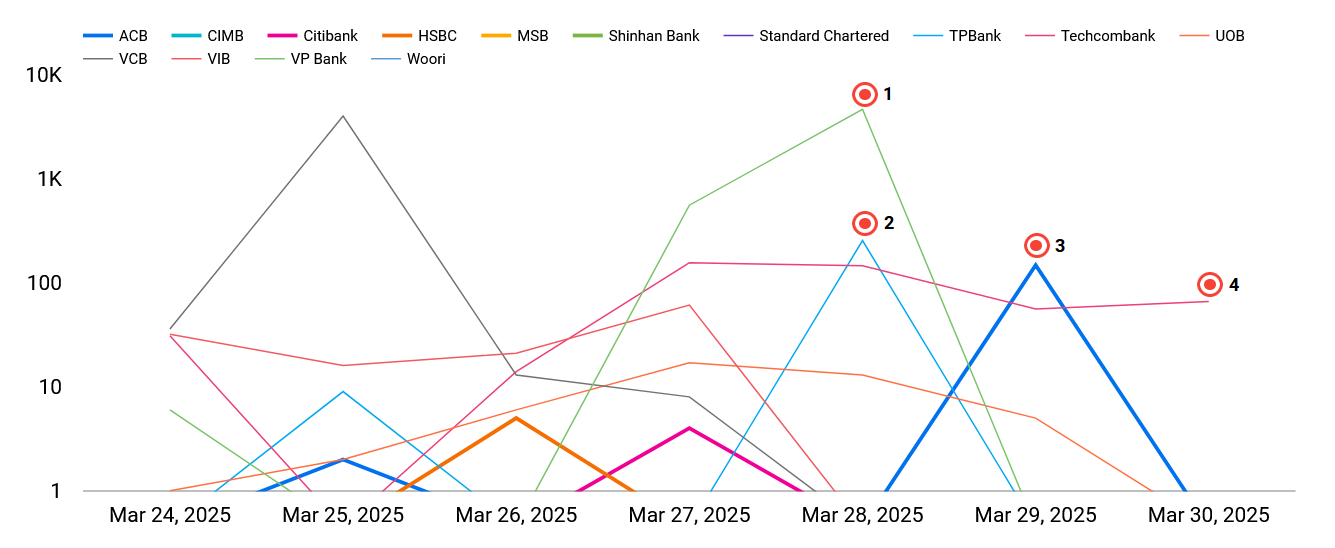 ACB CIMB Citibank HSBC MSB Shinhan Bank Standard Chartered TPBank Techcombank UOB
VCB VIB VP Bank Woori
10K
1
1K
2
3
100
4
10
1
Mar 24, 2025 Mar 25, 2025 Mar 26, 2025 Mar 27, 2025 Mar 28, 2025 Mar 29, 2025 Mar 30, 2025